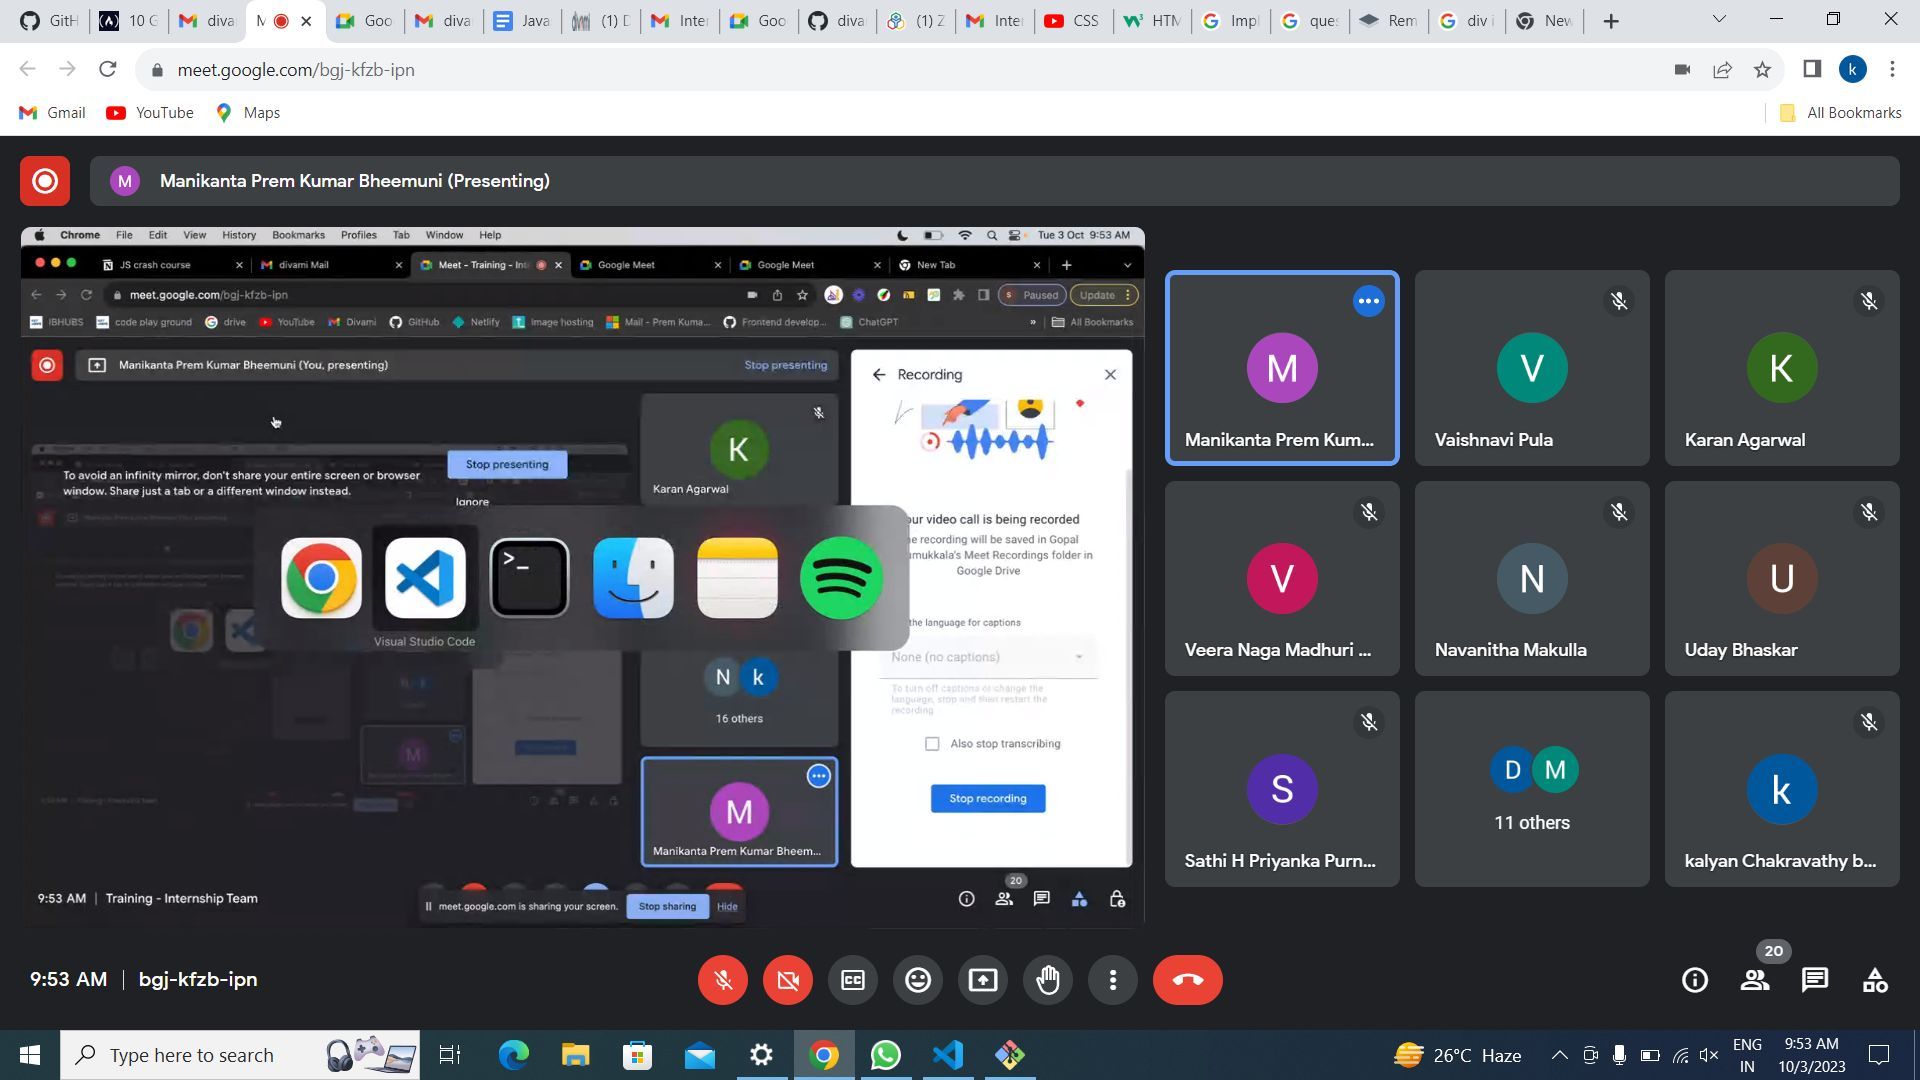 GitH
10 G
divai
M
Goo
divai
Java
(1) D
Inter
Goo
divai
(1) Z
Inte
CSS
HTM
Impl
ques
Rem
div i
New
meet.google.com/bgj-kfzb-ipn
k
Gmail
YouTube
Maps
All Bookmarks
M
Manikanta Prem Kumar Bheemuni (Presenting)
Chrome File Edit View History Bookmarks Profiles Tab Window Help
Tue 3 Oct 9:53 AM
JS crash course
divami Mail
Meet - Training - Int
Google Meet
Google Meet
New Tab
meet.google.com/bgj-kfzb-ipn
S Paused
Update
IBHUBS
code play ground
drive
YouTube
Divami
GitHub
Netlify
Image hosting
Mail - Prem Kuma...
Frontend develop...
ChatGPT
»
All Bookmarks
Manikanta Prem Kumar Bheemuni (You, presenting)
Stop presenting
Recording
To avoid an infinity mirror, don't share your entire screen or browser
window. Share just a tab or a different window instead.
Stop presenting
Ignore
K
Karan Agarwal
our video call is being recorded
he recording will be saved in Gopal
umukkala's Meet Recordings folder in
Google Drive
Visual Studio Code
the language for captions
None (no captions)
To turn off captions or change the
language, stop and then restart the
recording
Also stop transcribing
Stop recording
N k
16 others
M
Manikanta Prem Kumar Bheem...
9:53 AM | Training - Internship Team
meet.google.com is sharing your screen.
Stop sharing
Hide
20
M
Manikanta Prem Kum...
V
Vaishnavi Pula
K
Karan Agarwal
V
Veera Naga Madhuri ...
N
Navanitha Makulla
U
Uday Bhaskar
S
Sathi H Priyanka Purn...
D M
11 others
k
kalyan Chakravathy b...
9:53 AM | bgj-kfzb-ipn
CC
20
Type here to search
26°C Haze
ENG
IN
9:53 AM
10/3/2023